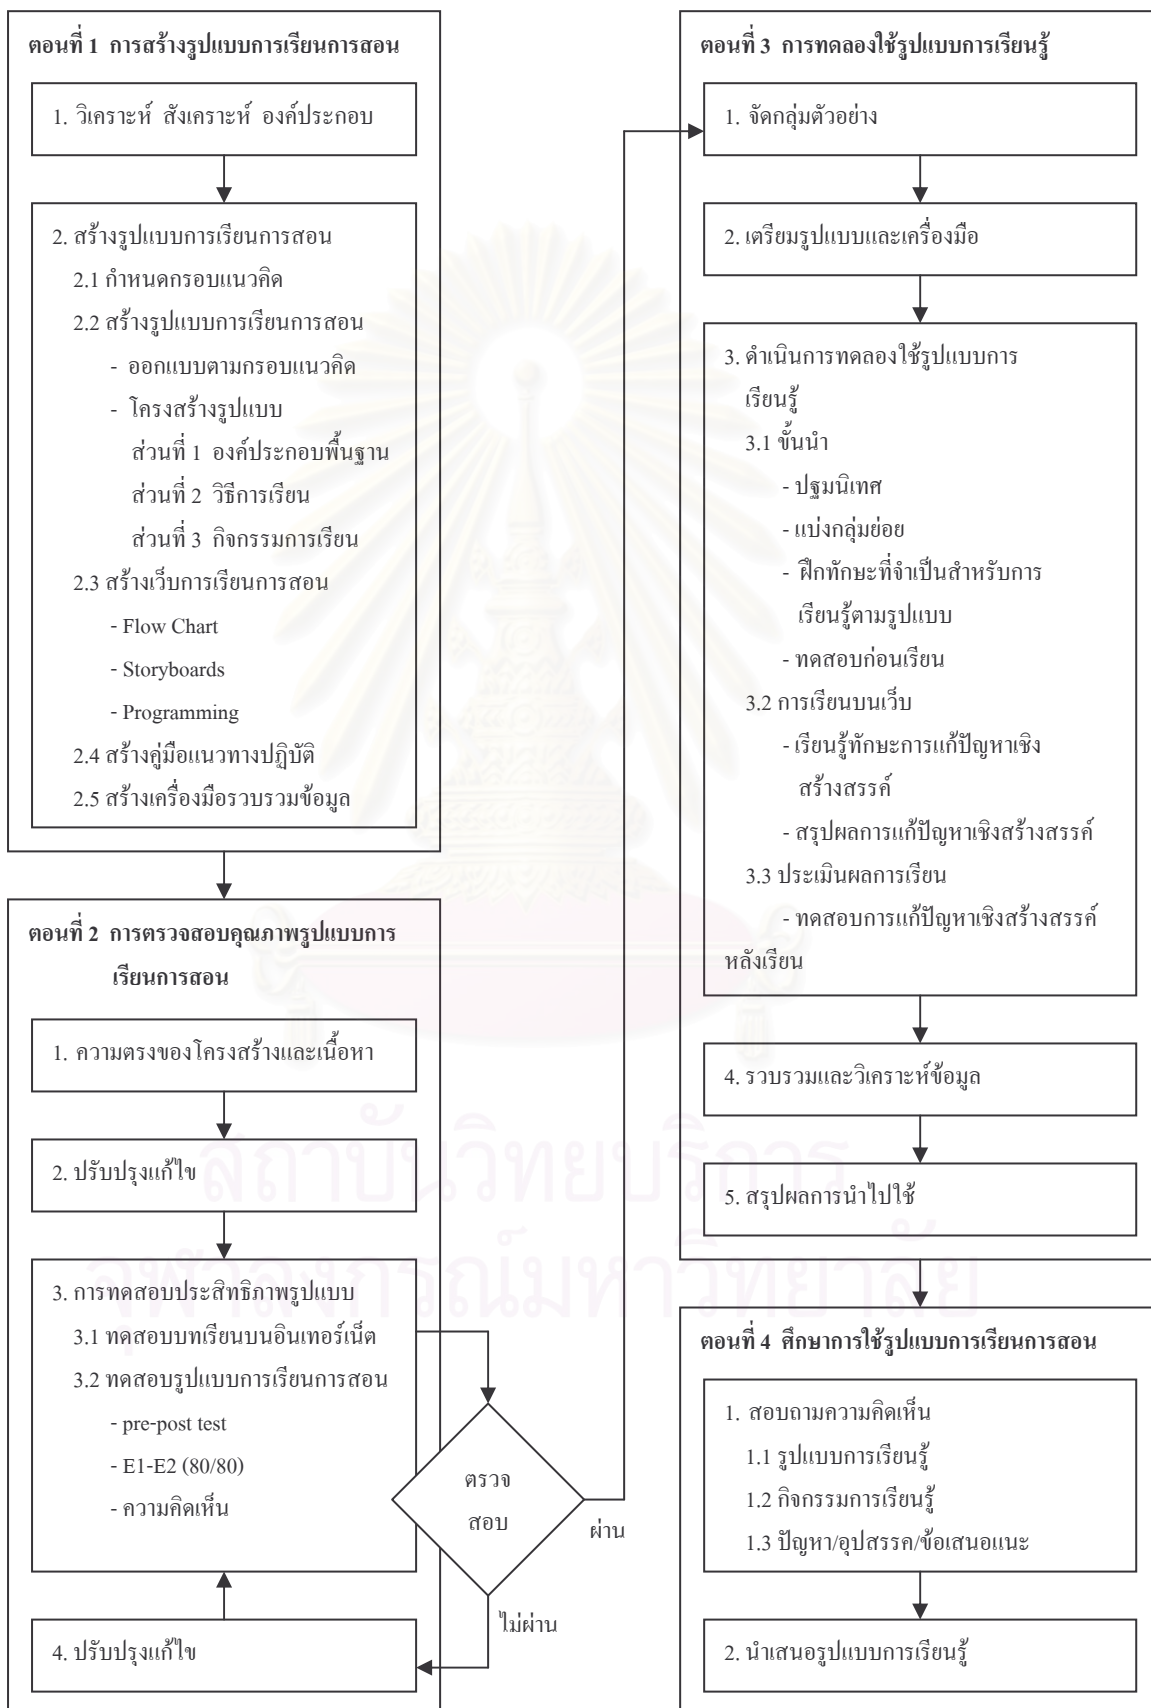 ตอนที่ 1 การสร้างรูปแบบการเรียนการสอน
1. วิเคราะห์ สังเคราะห์ องค์ประกอบ
2. สร้างรูปแบบการเรียนการสอน
2.1 กำหนดกรอบแนวคิด
2.2 สร้างรูปแบบการเรียนการสอน
- ออกแบบตามกรอบแนวคิด
- โครงสร้างรูปแบบ
ส่วนที่ 1 องค์ประกอบพื้นฐาน
ส่วนที่ 2 วิธีการเรียน
ส่วนที่ 3 กิจกรรมการเรียน
2.3 สร้างเว็บการเรียนการสอน
- Flow Chart
- Storyboards
- Programming
2.4 สร้างคู่มือแนวทางปฏิบัติ
2.5 สร้างเครื่องมือรวบรวมข้อมูล
ตอนที่ 2 การตรวจสอบคุณภาพรูปแบบการ
เรียนการสอน
1. ความตรงของโครงสร้างและเนื้อหา
2. ปรับปรุงแก้ไข
3. การทดสอบประสิทธิภาพรูปแบบ
3.1 ทดสอบบทเรียนบนอินเทอร์เน็ต
3.2 ทดสอบรูปแบบการเรียนการสอน
- pre-post test
- E1-E2 (80/80)
- ความคิดเห็น
ตรวจ
สอบ
ผ่าน
ไม่ผ่าน
4. ปรับปรุงแก้ไข
ตอนที่ 3 การทดลองใช้รูปแบบการเรียนรู้
1. จัดกลุ่มตัวอย่าง
2. เตรียมรูปแบบและเครื่องมือ
3. ดำเนินการทดลองใช้รูปแบบการ
เรียนรู้
3.1 ขั้นนำ
- ปฐมนิเทศ
- แบ่งกลุ่มย่อย
- ฝึกทักษะที่จำเป็นสำหรับการ
เรียนรู้ตามรูปแบบ
- ทดสอบก่อนเรียน
3.2 การเรียนบนเว็บ
- เรียนรู้ทักษะการแก้ปัญหาเชิง
สร้างสรรค์
- สรุปผลการแก้ปัญหาเชิงสร้างสรรค์
3.3 ประเมินผลการเรียน
- ทดสอบการแก้ปัญหาเชิงสร้างสรรค์
หลังเรียน
4. รวบรวมและวิเคราะห์ข้อมูล
5. สรุปผลการนำไปใช้
ตอนที่ 4 ศึกษาการใช้รูปแบบการเรียนการสอน
1. สอบถามความคิดเห็น
1.1 รูปแบบการเรียนรู้
1.2 กิจกรรมการเรียนรู้
1.3 ปัญหา/อุปสรรค/ข้อเสนอแนะ
2. นำเสนอรูปแบบการเรียนรู้
สถาบันวิทยบริการ
จุฬาลงกรณ์มหาวิทยาลัย